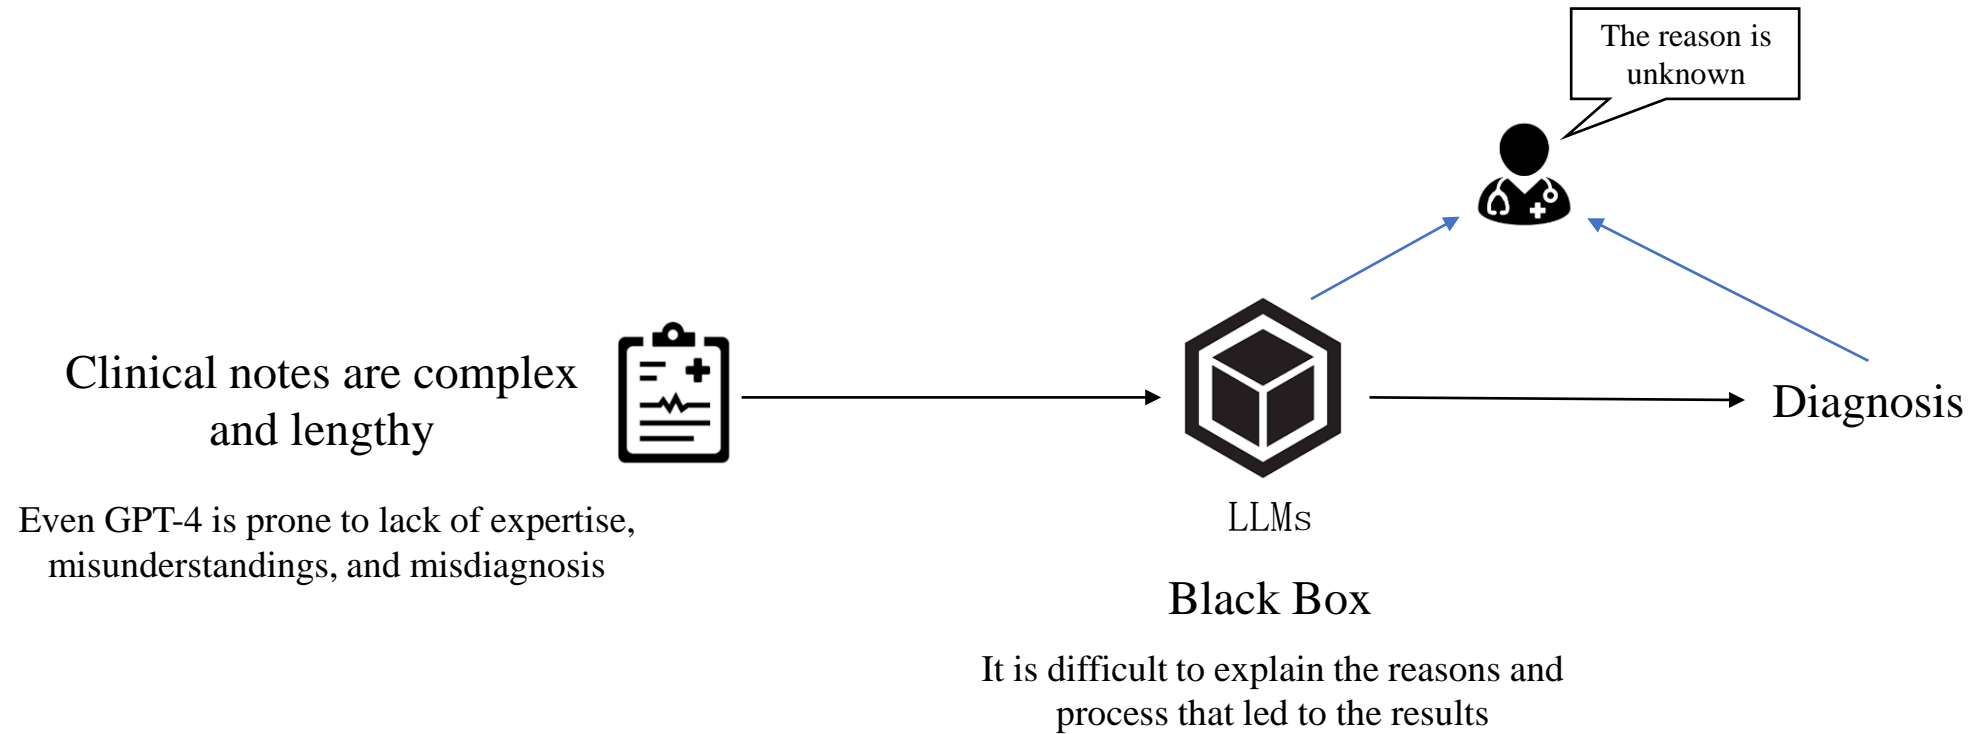 The reason is
unknown
Clinical notes are complex
and lengthy
Diagnosis
Even GPT-4 is prone to lack of expertise,
misunderstandings, and misdiagnosis
LLMs
Black Box
It is difficult to explain the reasons and
process that led to the results